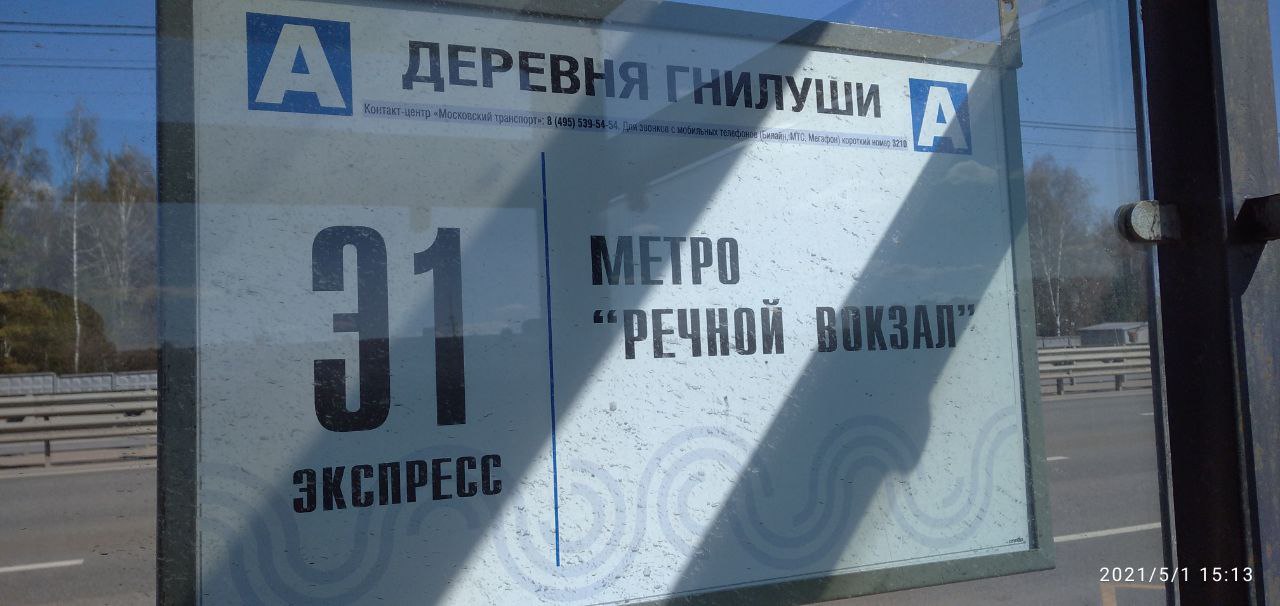 А ДЕРЕВНЯ ГНИЛУШИ А
Контакт-центр «Московский транспорт»: 8 (495) 539-54-54. Для звонков с мобильных телефонов (Билайн, МТС, Мегафон) короткий номер 3210
Э1
ЭКСПРЕСС
МЕТРО
“РЕЧНОЙ ВОКЗАЛ”
2021/5/1 15:13